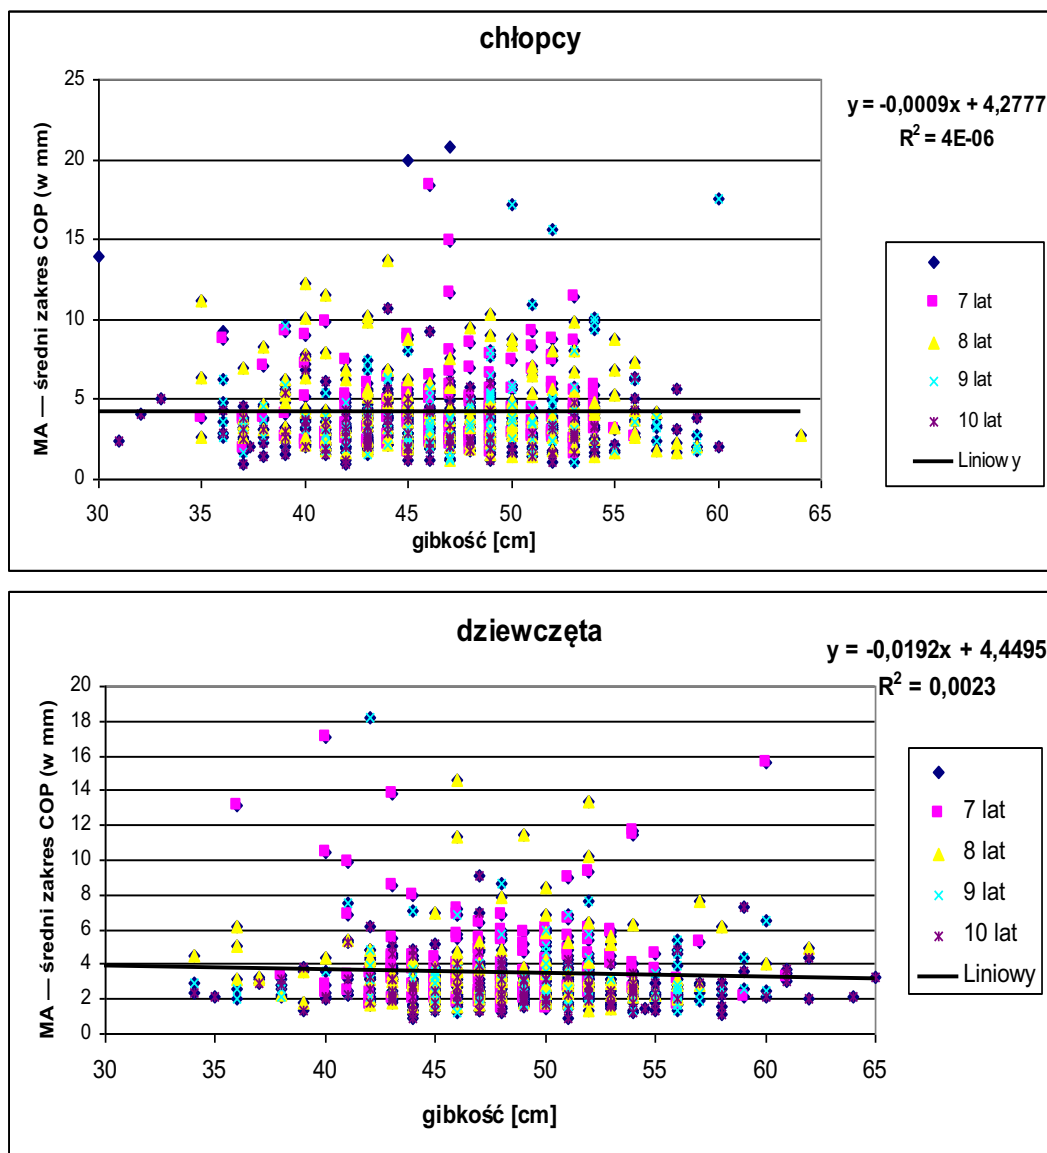 chłopcy
y = -0,0009x + 4,2777
R² = 4E-06
MA — średni zakres COP (w mm)
25
20
15
10
5
0
30 35 40 45 50 55 60 65
gibkość [cm]
7 lat
8 lat
9 lat
10 lat
Liniowy
dziewczęta
y = -0,0192x + 4,4495
R² = 0,0023
MA — średni zakres COP (w mm)
20
18
16
14
12
10
8
6
4
2
0
30 35 40 45 50 55 60 65
gibkość [cm]
7 lat
8 lat
9 lat
10 lat
Liniowy